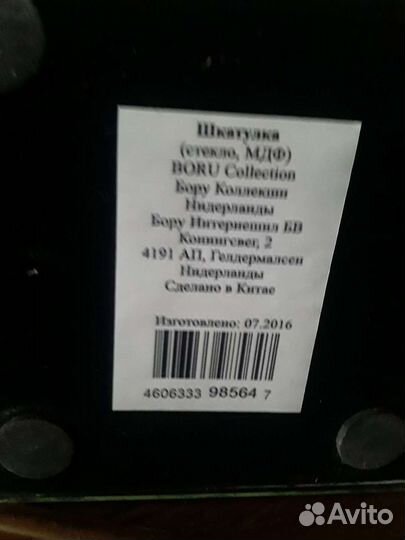 Шкатулка
(стекло, МДФ)
BORU Collection
Бору Коллекшн
Нидерланды
Бору Интернешнл БВ
Конингсвег, 2
4191 АП, Гелдермалсен
Нидерланды
Сделано в Китае
Изготовлено: 07.2016
4606333 98564 7
Avito